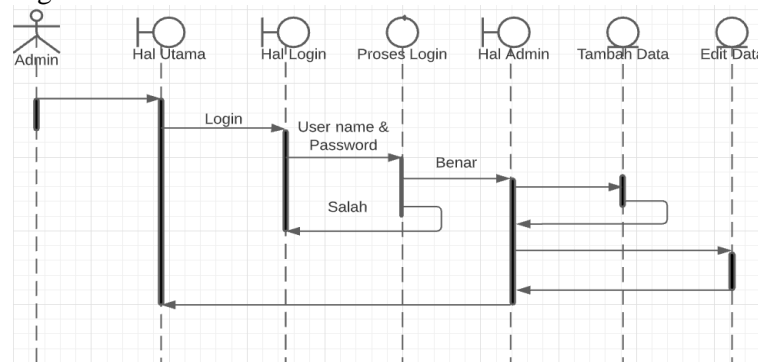 Admin
Hal Utama
Hal Login
Proses Login
Hal Admin
Tambah Data
Edit Data
Login
User name &
Password
Benar
Salah